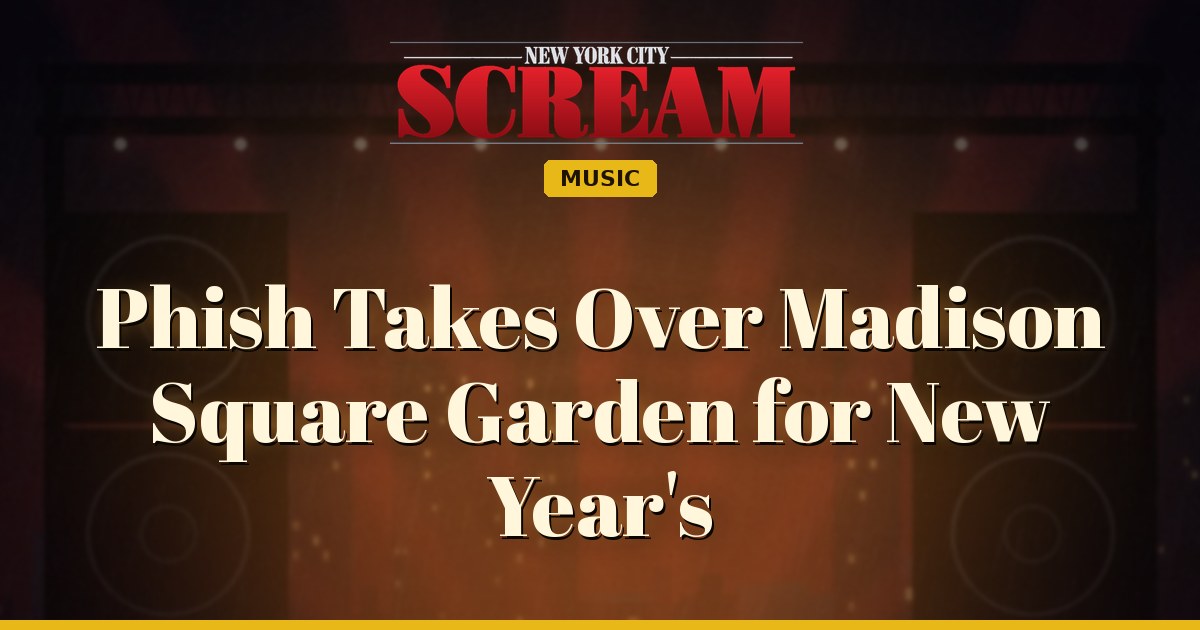 NEW YORK CITY
SCREAM
MUSIC
Phish Takes Over Madison
Square Garden for New
Year's